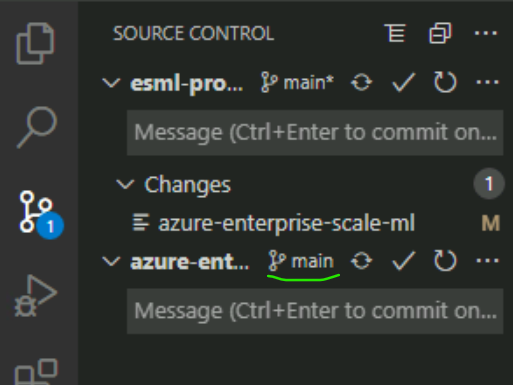 SOURCE CONTROL ...
esml-pro... main* ...
Message (Ctrl+Enter to commit on...
Changes 1
azure-enterprise-scale-ml M
1
azure-ent... main ...
Message (Ctrl+Enter to commit on...